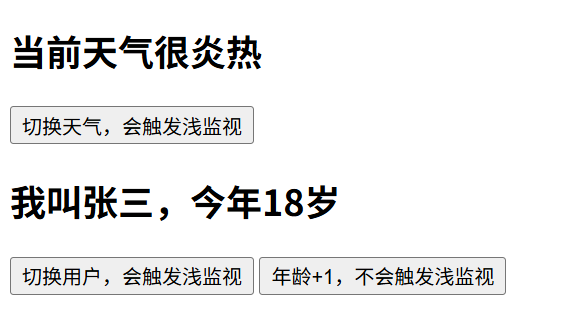 当前天气很炎热
切换天气，会触发浅监视
我叫张三，今年18岁
切换用户，会触发浅监视 年龄+1，不会触发浅监视